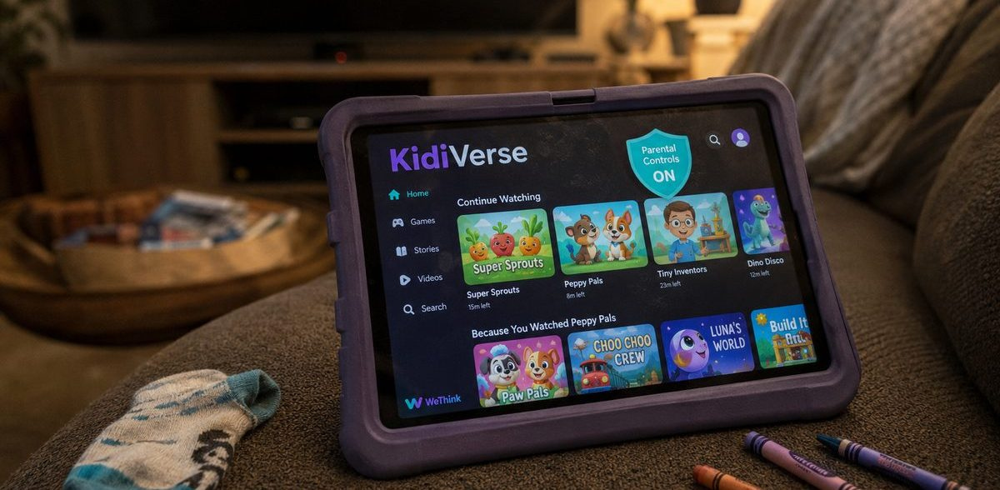 KidiVerse
Parental
Controls
ON
Home
Games
Stories
Videos
Search
Continue Watching
Super Sprouts
Super Sprouts
15m left
Peppy Pals
8m left
Tiny Inventors
23m left
Dino Disco
12m left
Because You Watched Peppy Pals
Paw Pals
CHOO CHOO
CREW
LUNA'S
WORLD
Build It
WeThink